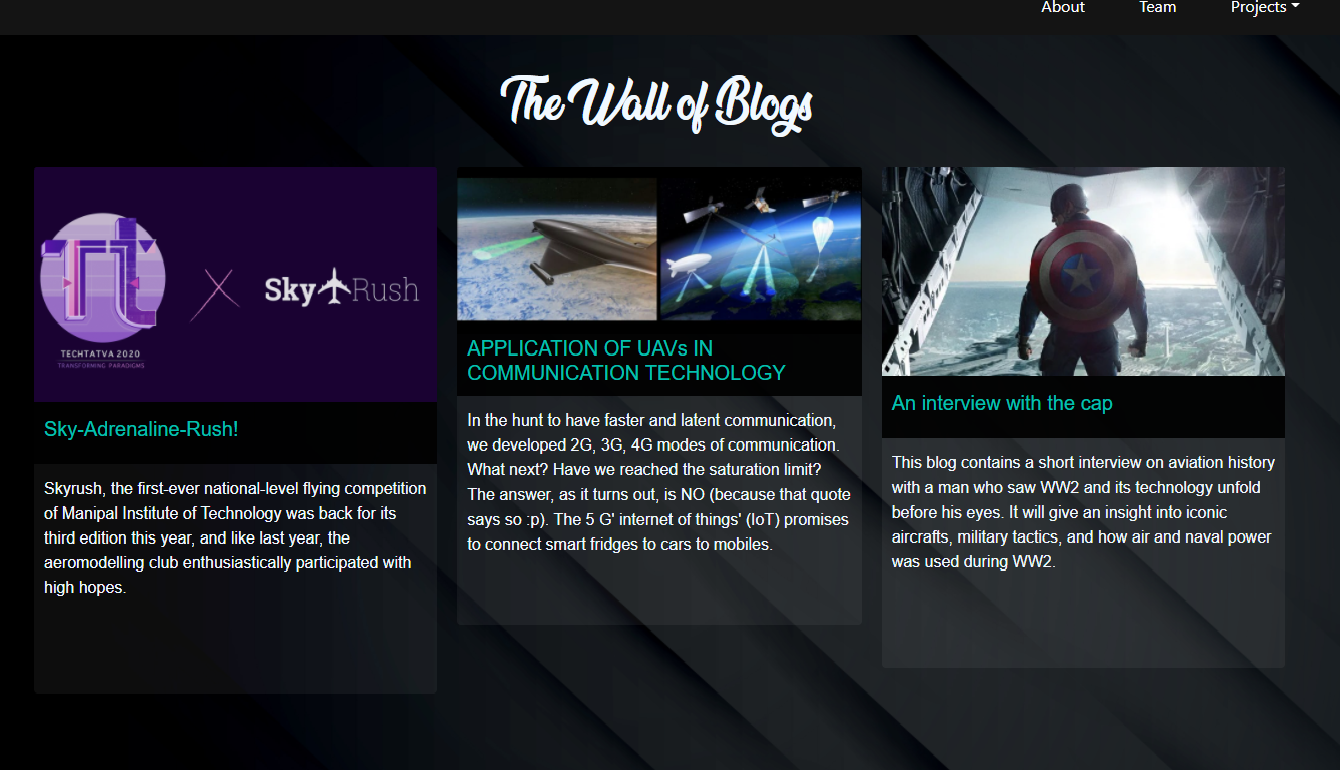 About Team Projects
The Wall of Blogs
Sky Rush
TECHTATVA 2020
TRANSFORMING PARADIGMS
Sky-Adrenaline-Rush!
Skyrush, the first-ever national-level flying competition
of Manipal Institute of Technology was back for its
third edition this year, and like last year, the
aeromodelling club enthusiastically participated with
high hopes.
APPLICATION OF UAVs IN
COMMUNICATION TECHNOLOGY
In the hunt to have faster and latent communication,
we developed 2G, 3G, 4G modes of communication.
What next? Have we reached the saturation limit?
The answer, as it turns out, is NO (because that quote
says so :p). The 5 G' internet of things' (IoT) promises
to connect smart fridges to cars to mobiles.
An interview with the cap
This blog contains a short interview on aviation history
with a man who saw WW2 and its technology unfold
before his eyes. It will give an insight into iconic
aircrafts, military tactics, and how air and naval power
was used during WW2.